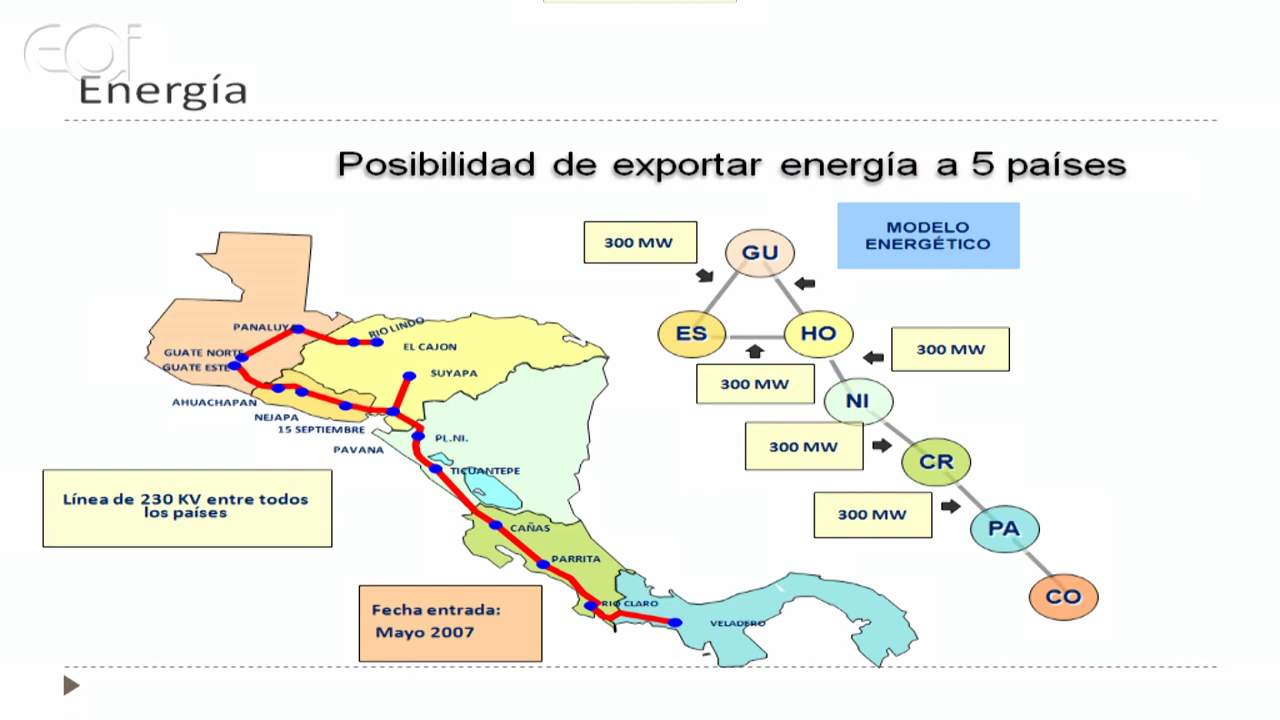 EOI
Energía
Posibilidad de exportar energía a 5 países
MODELO
ENERGÉTICO
300 MW
GU
ES
HO
300 MW
300 MW
NI
300 MW
CR
300 MW
PA
CO
PANALUYA
RIO LINDO
EL CAJON
GUATE NORTE
GUATE ESTE
SUYAPA
AHUACHAPAN
NEJAPA
15 SEPTIEMBRE
PAVANA
PL.NI.
TICUANTEPE
CAÑAS
PARRITA
RIO CLARO
VELADERO
Línea de 230 KV entre todos
los países
Fecha entrada:
Mayo 2007